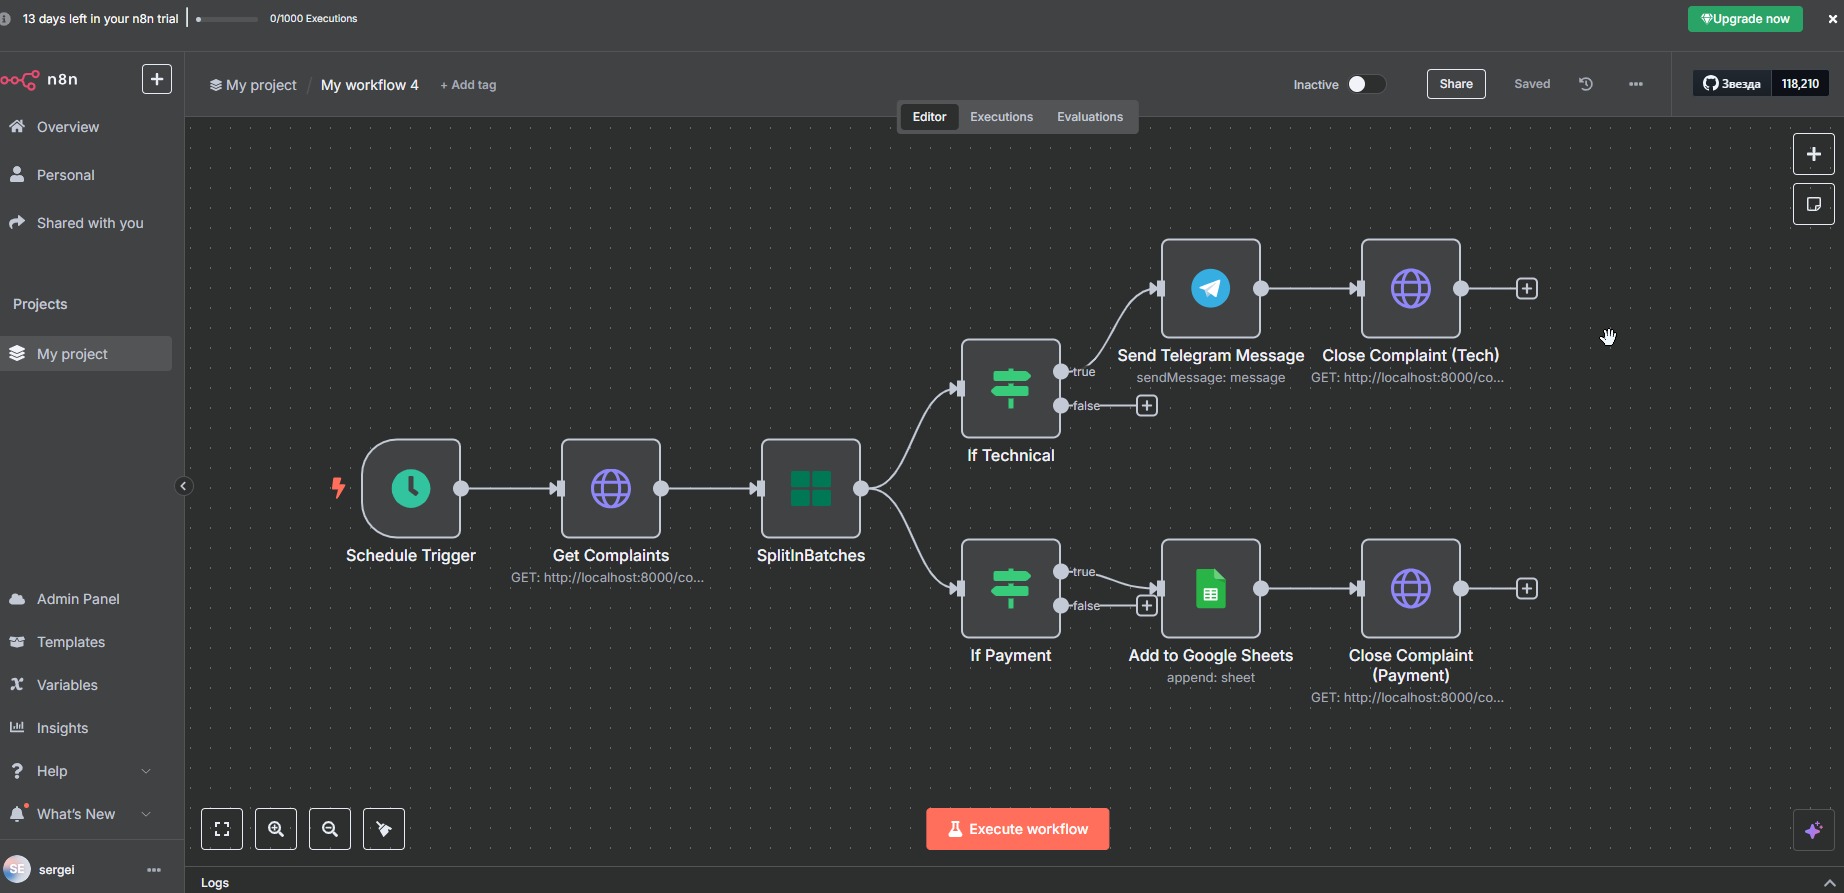 13 days left in your n8n trial
0/1000 Executions
Upgrade now
n8n
My project / My workflow 4 + Add tag
Inactive
Share
Saved
Звезда 118,210
Editor Executions Evaluations
Overview
Personal
Shared with you
Projects
My project
Admin Panel
Templates
Variables
Insights
Help
What's New
SE sergei
Send Telegram Message
sendMessage: message
Close Complaint (Tech)
GET: http://localhost:8000/co...
true
false
If Technical
Schedule Trigger
Get Complaints
GET: http://localhost:8000/co...
SplitInBatches
true
false
If Payment
Add to Google Sheets
append: sheet
Close Complaint
(Payment)
GET: http://localhost:8000/co...
Execute workflow
Logs